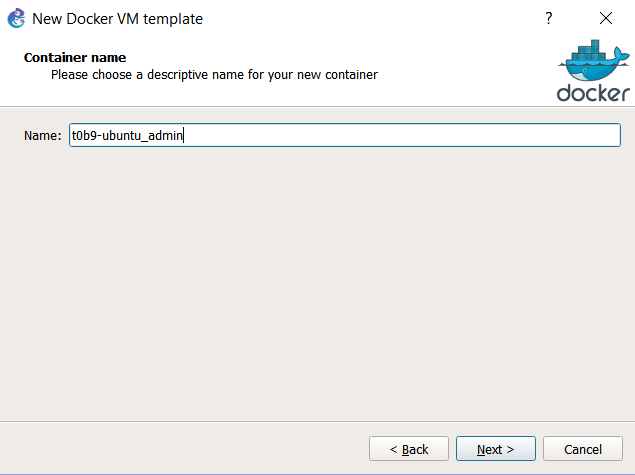 New Docker VM template
?
Container name
Please choose a descriptive name for your new container
docker
Name: t0b9-ubuntu_admin
< Back Next > Cancel